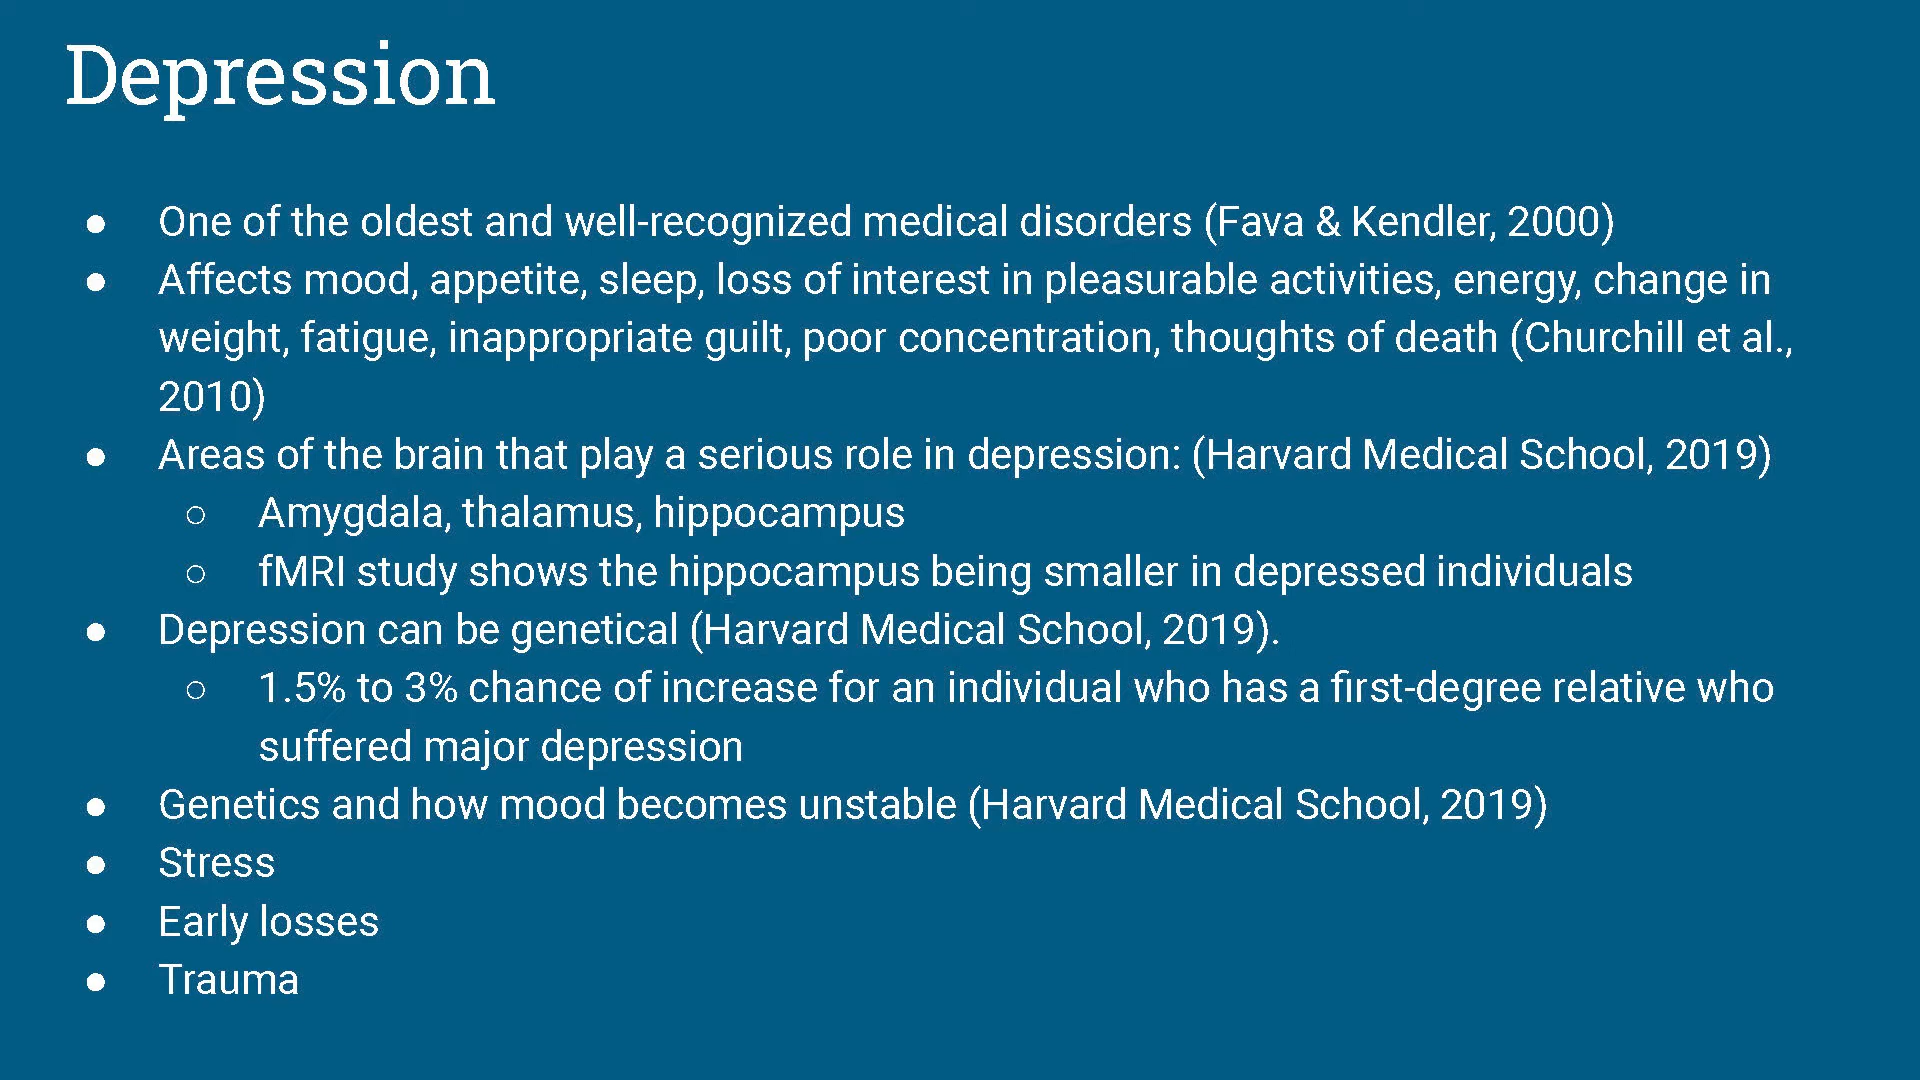 Depression
● One of the oldest and well-recognized medical disorders (Fava & Kendler, 2000)
● Affects mood, appetite, sleep, loss of interest in pleasurable activities, energy, change in
weight, fatigue, inappropriate guilt, poor concentration, thoughts of death (Churchill et al.,
2010)
● Areas of the brain that play a serious role in depression: (Harvard Medical School, 2019)
○ Amygdala, thalamus, hippocampus
○ fMRI study shows the hippocampus being smaller in depressed individuals
● Depression can be genetical (Harvard Medical School, 2019).
○ 1.5% to 3% chance of increase for an individual who has a first-degree relative who
suffered major depression
● Genetics and how mood becomes unstable (Harvard Medical School, 2019)
● Stress
● Early losses
● Trauma